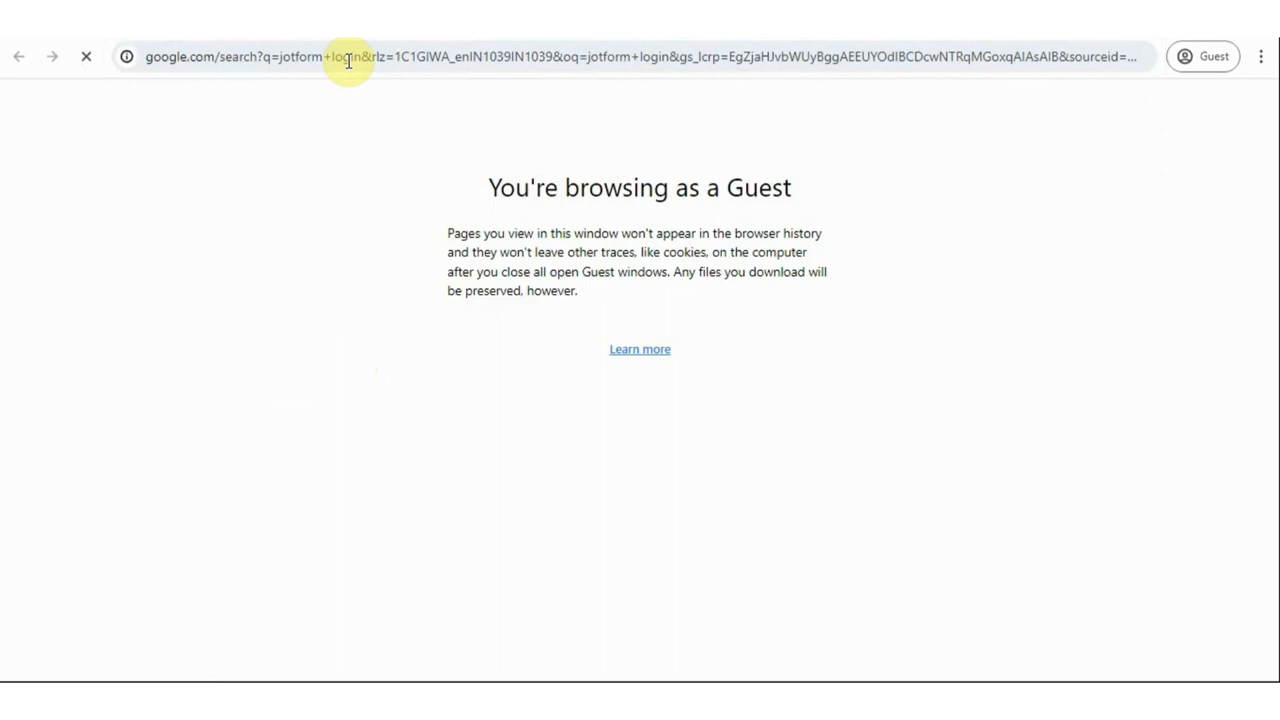 google.com/search?q=jotform+login&rlz=1C1GIWA_enIN1039IN1039&oq=jotform+login&gs_lcrp=EgZjaHJvbWUyBggAEEUYOdIBCDcwNTRqMGoxqAIAsAIB&sourceid=...
Guest
You're browsing as a Guest
Pages you view in this window won't appear in the browser history
and they won't leave other traces, like cookies, on the computer
after you close all open Guest windows. Any files you download will
be preserved, however.
Learn more